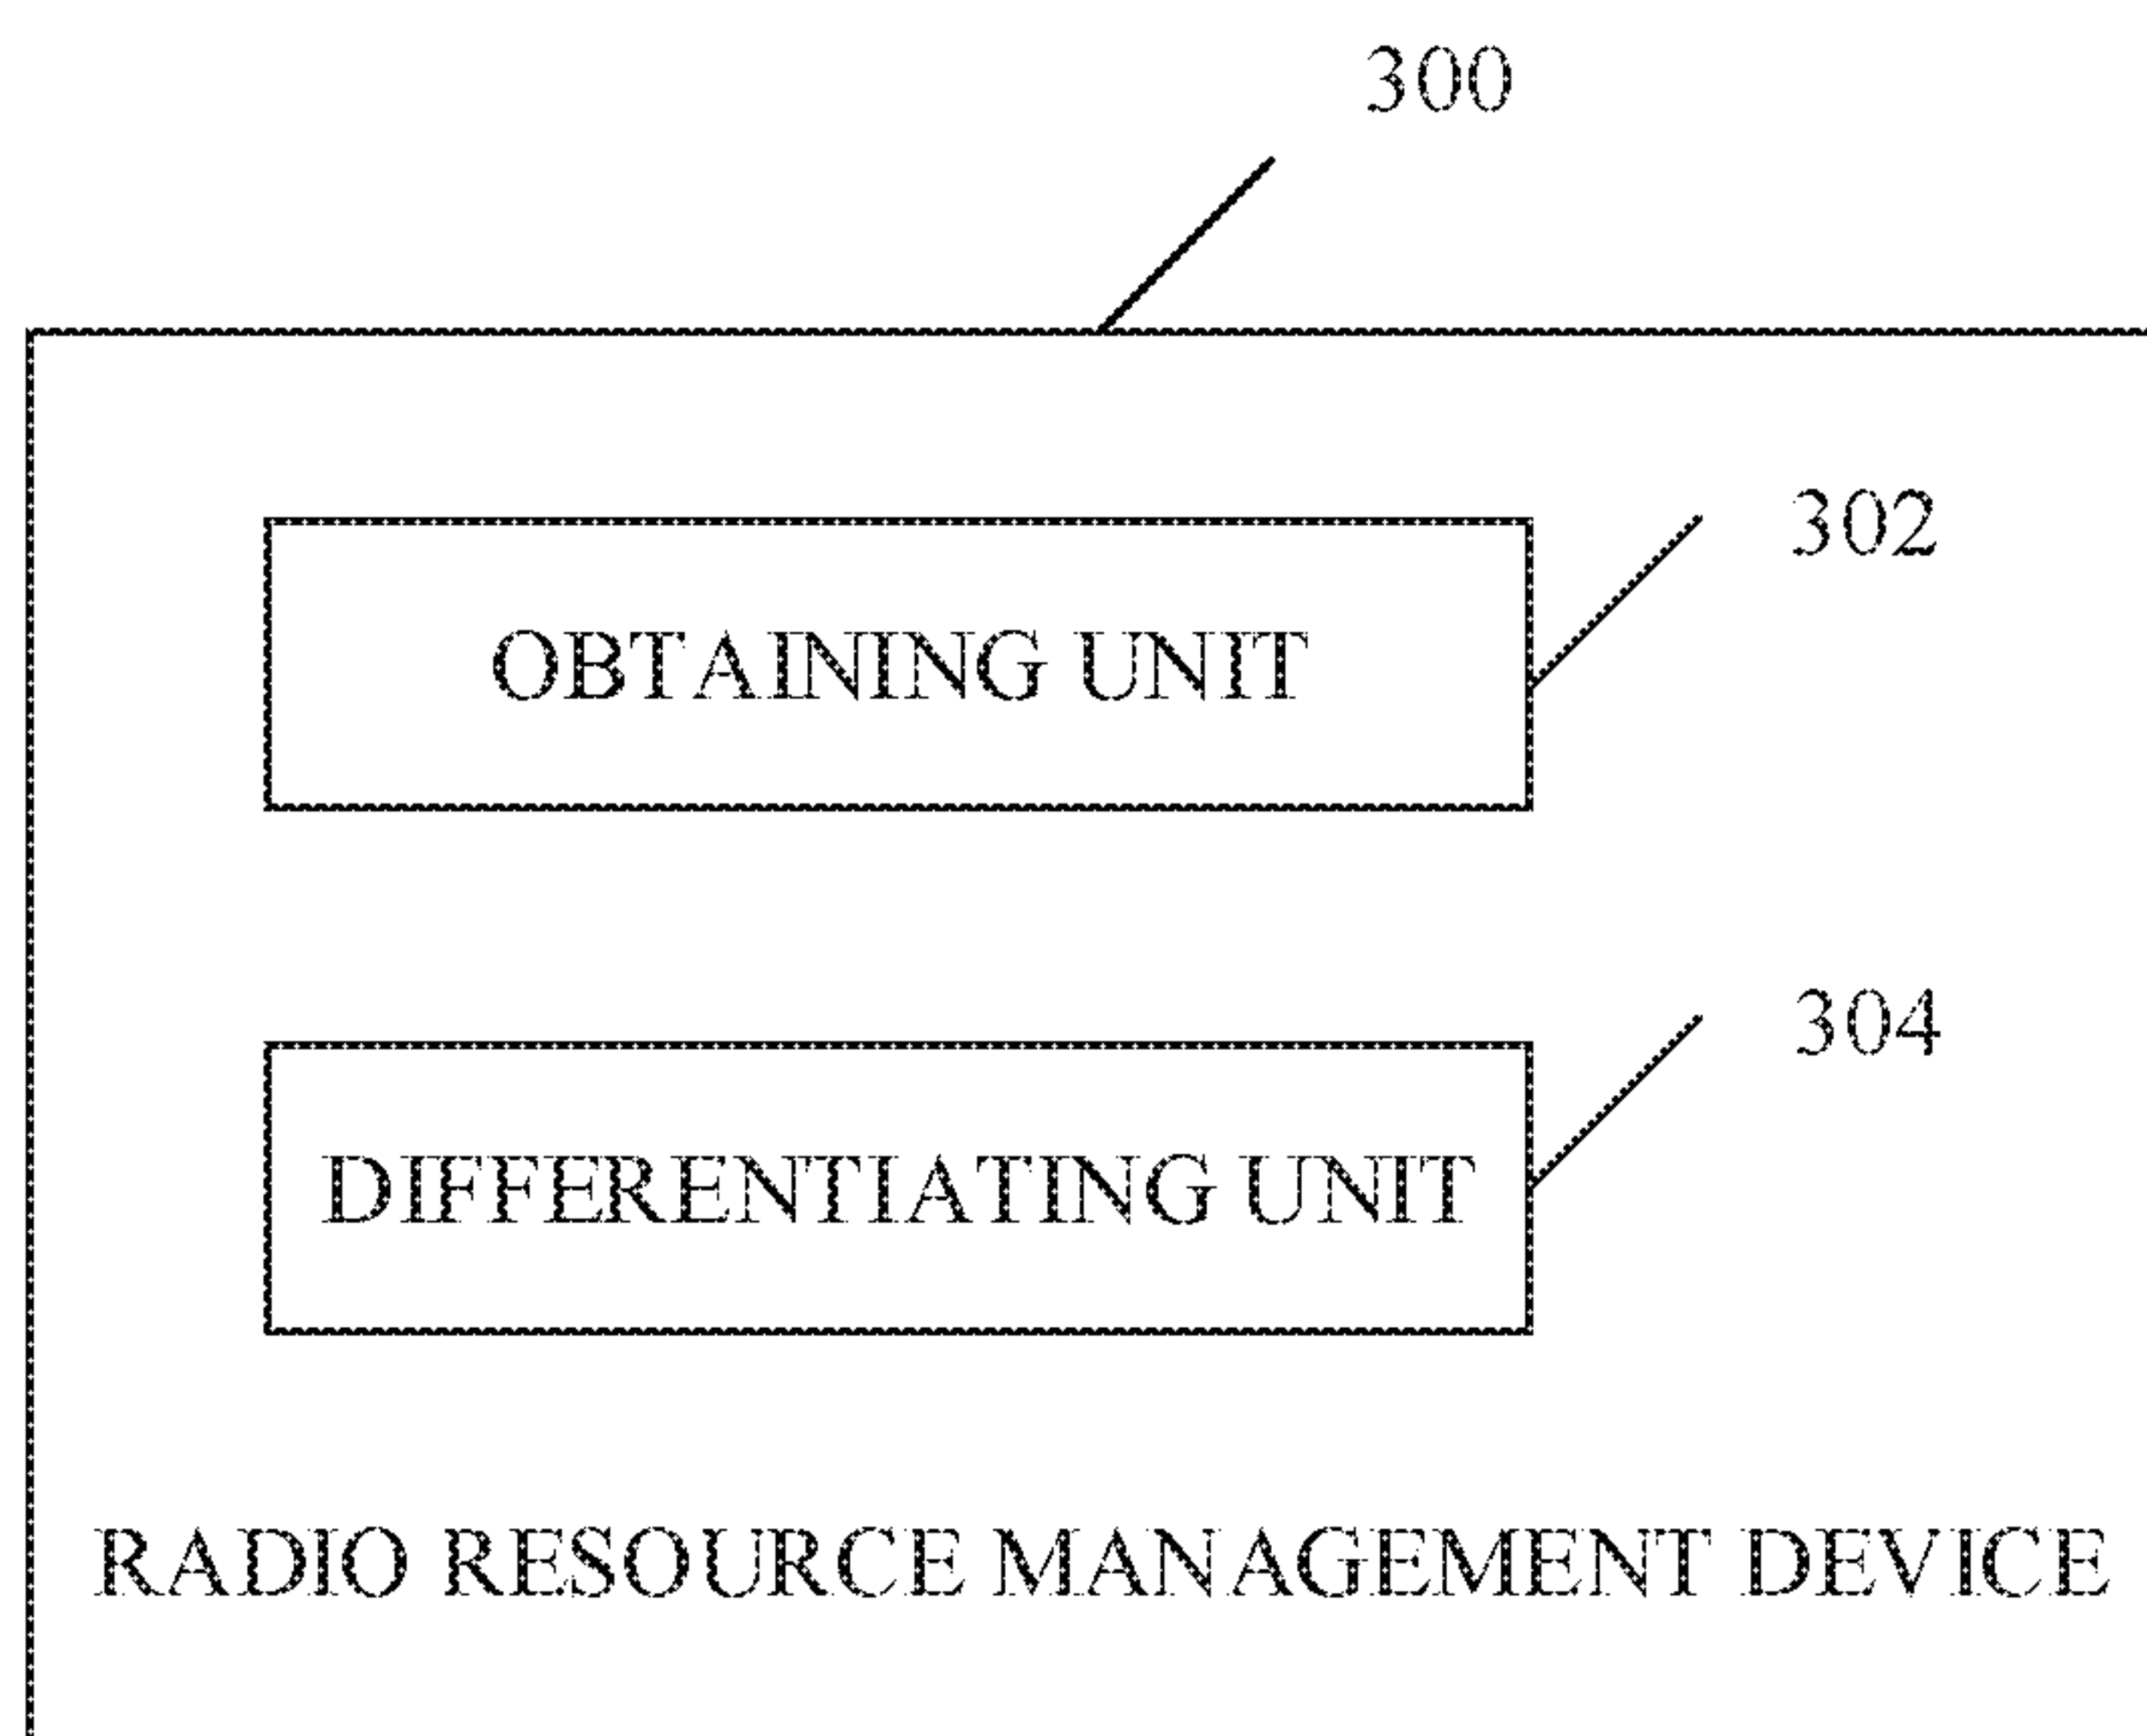 300
302
OBTAINING UNIT
304
DIFFERENTIATING UNIT
RADIO RESOURCE MANAGEMENT DEVICE